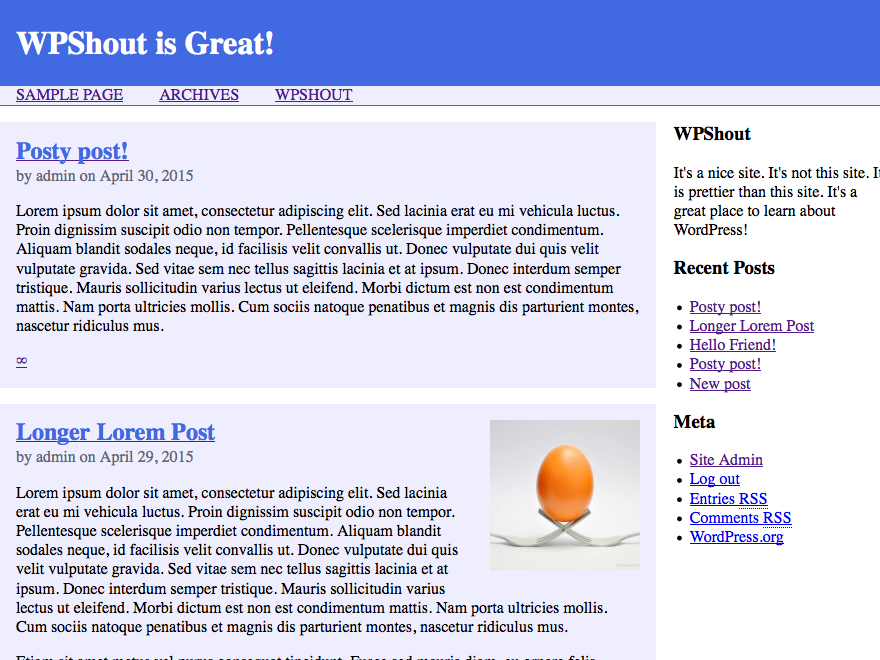 WPShout is Great!
SAMPLE PAGE ARCHIVES WPSHOUT
Posty post!
by admin on April 30, 2015
Lorem ipsum dolor sit amet, consectetur adipiscing elit. Sed lacinia erat eu mi vehicula luctus.
Proin dignissim suscipit odio non tempor. Pellentesque scelerisque imperdiet condimentum.
Aliquam blandit sodales neque, id facilisis velit convallis ut. Donec vulputate dui quis velit
vulputate gravida. Sed vitae sem nec tellus sagittis lacinia et at ipsum. Donec interdum semper
tristique. Mauris sollicitudin varius lectus ut eleifend. Morbi dictum est non est condimentum
mattis. Nam porta ultricies mollis. Cum sociis natoque penatibus et magnis dis parturient montes,
nascetur ridiculus mus.
∞
Longer Lorem Post
by admin on April 29, 2015
Lorem ipsum dolor sit amet, consectetur adipiscing elit. Sed lacinia
erat eu mi vehicula luctus. Proin dignissim suscipit odio non tempor.
Pellentesque scelerisque imperdiet condimentum. Aliquam blandit
sodales neque, id facilisis velit convallis ut. Donec vulputate dui quis
velit vulputate gravida. Sed vitae sem nec tellus sagittis lacinia et at
ipsum. Donec interdum semper tristique. Mauris sollicitudin varius
lectus ut eleifend. Morbi dictum est non est condimentum mattis. Nam porta ultricies mollis.
Cum sociis natoque penatibus et magnis dis parturient montes, nascetur ridiculus mus.
WPShout
It's a nice site. It's not this site.
is prettier than this site. It's a
great place to learn about
WordPress!
Recent Posts
Posty post!
Longer Lorem Post
Hello Friend!
Posty post!
New post
Meta
Site Admin
Log out
Entries RSS
Comments RSS
WordPress.org